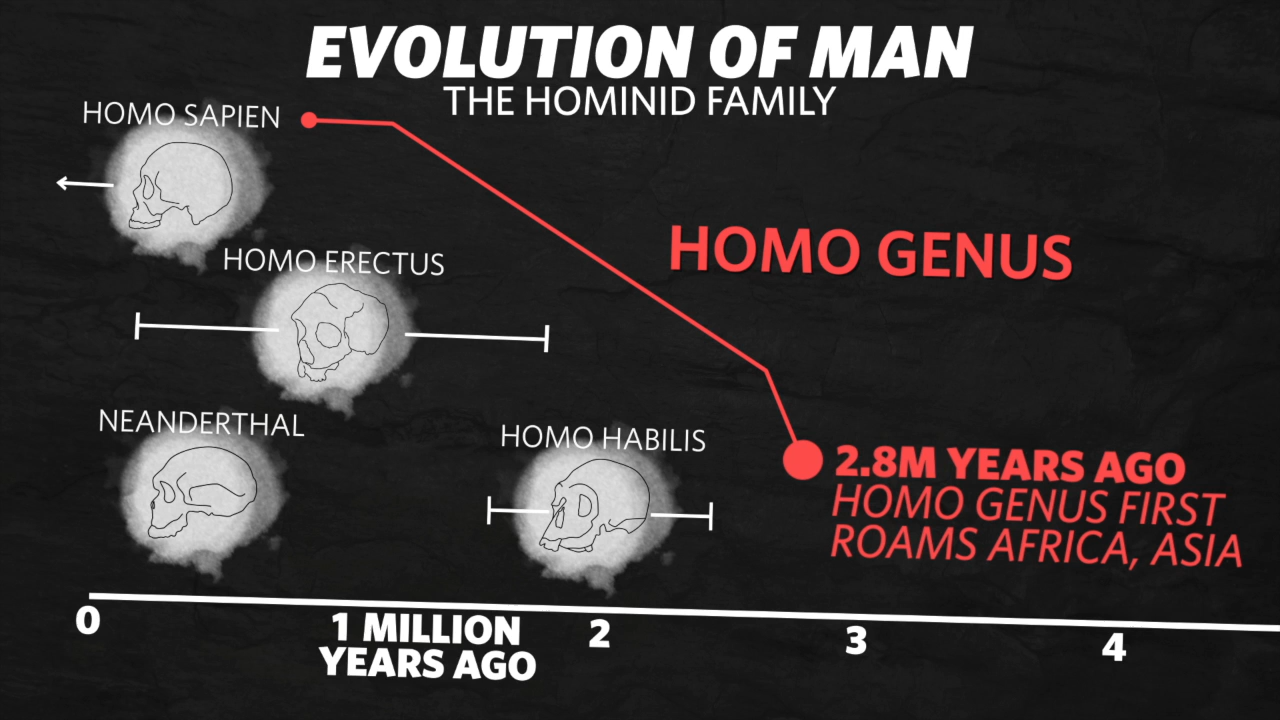 EVOLUTION OF MAN
THE HOMINID FAMILY
HOMO SAPIEN
HOMO GENUS
HOMO ERECTUS
NEANDERTHAL
HOMO HABILIS
2.8M YEARS AGO
HOMO GENUS FIRST
ROAMS AFRICA, ASIA
0
1 MILLION
YEARS AGO
2
3
4